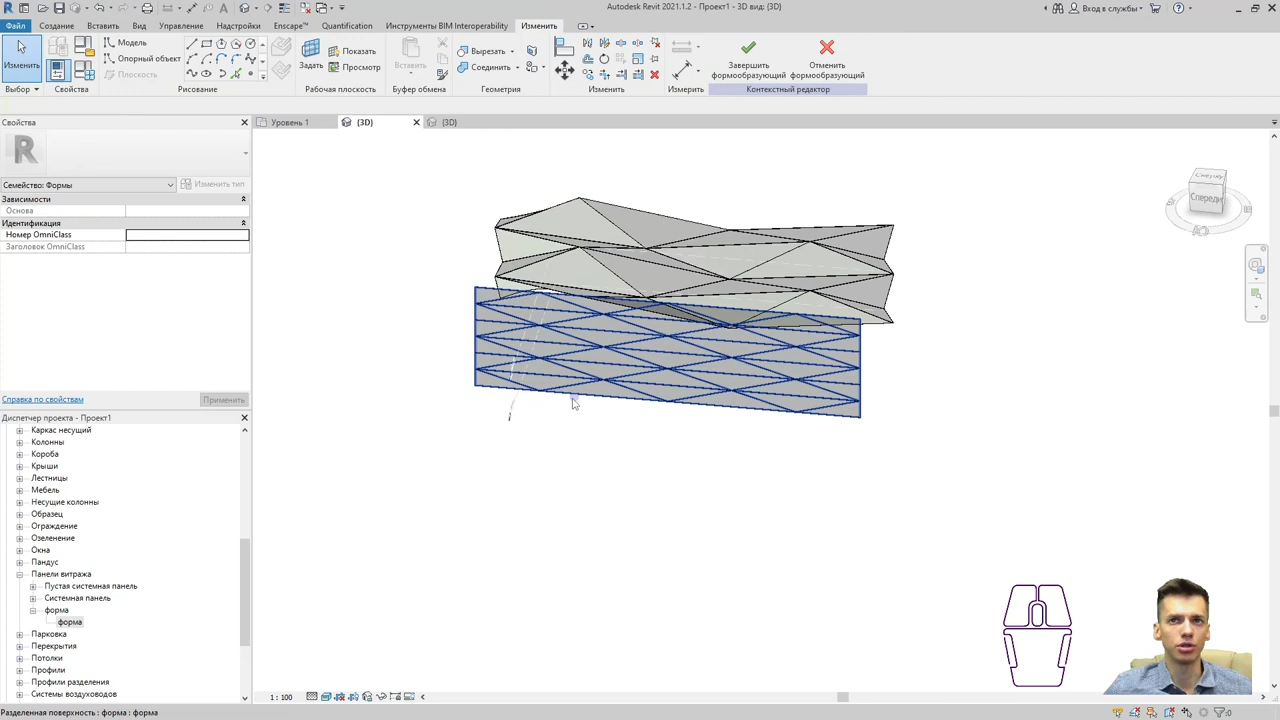 Autodesk Revit 2021.1.2 - Проект1 - 3D вид: {3D}
Вход в службы
Файл Создание Вставить Вид Управление Надстройки Enscape™ Quantification Инструменты BIM Interoperability Изменить
Изменить
Модель
Опорный объект
Плоскость
Задать
Показать
Просмотр
Вставить
Вырезать
Соединить
Завершить формообразующий
Отменить формообразующий
Выбор Свойства Рисование Рабочая плоскость Буфер обмена Геометрия Изменить Измерить Контекстный редактор
Свойства
Уровень 1
{3D}
{3D}
R
Семейство: Формы
Изменить тип
Зависимости
Основа
Идентификация
Номер OmniClass
Заголовок OmniClass
Справка по свойствам
Применить
Диспетчер проекта - Проект1
Каркас несущий
Колонны
Короба
Крыши
Лестницы
Мебель
Несущие колонны
Образец
Ограждение
Озеленение
Окна
Пандус
Панели витража
Пустая системная панель
Системная панель
форма
форма
Парковка
Перекрытия
Потолки
Профили
Профили разделения
Системы воздуховодов
Спереди
1 : 100
Разделенная поверхность : форма : форма
:0